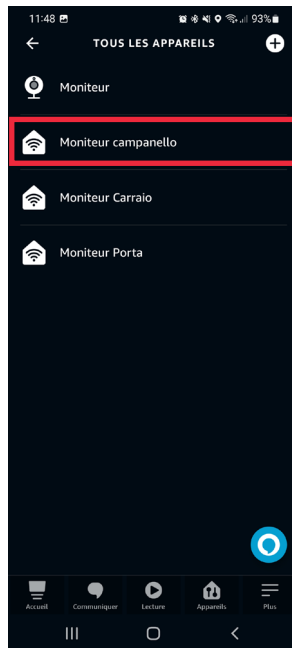 11:48 93%
TOUS LES APPAREILS
Moniteur
Moniteur campanello
Moniteur Carraio
Moniteur Porta
Accueil Communiquer Lecture Appareils Plus